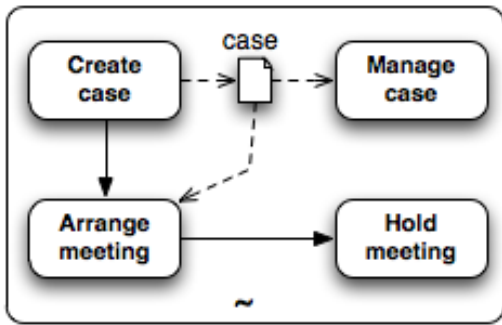 case
Create
case
Manage
case
Arrange
meeting
Hold
meeting
~